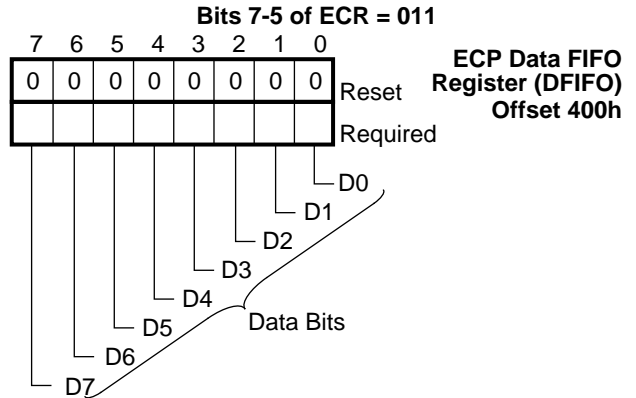 Bits 7-5 of ECR = 011
7 6 5 4 3 2 1 0
ECP Data FIFO
Register (DFIFO)
Offset 400h
0 0 0 0 0 0 0 0 Reset
Required
D0
D1
D2
D3
D4
D5
D6
D7
Data Bits